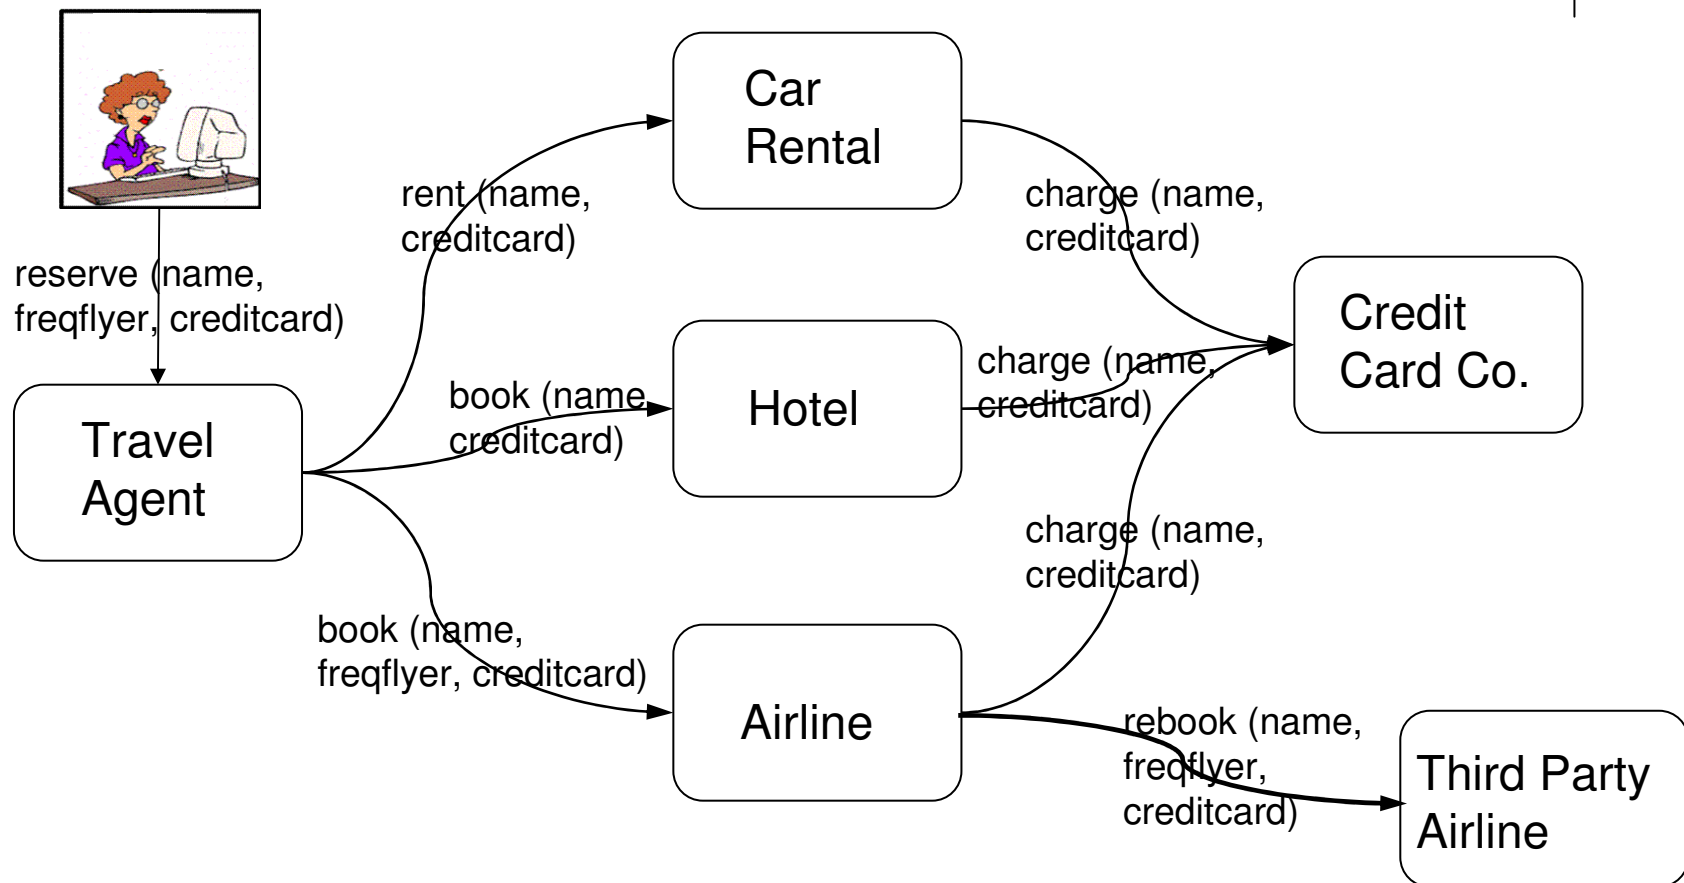 Car
Rental
rent (name,
creditcard)
charge (name,
creditcard)
reserve (name,
freqflyer, creditcard)
Credit
Card Co.
book (name
creditcard)
Hotel
charge (name,
creditcard)
Travel
Agent
charge (name,
creditcard)
book (name,
freqflyer, creditcard)
Airline
rebook (name,
freqflyer,
creditcard)
Third Party
Airline